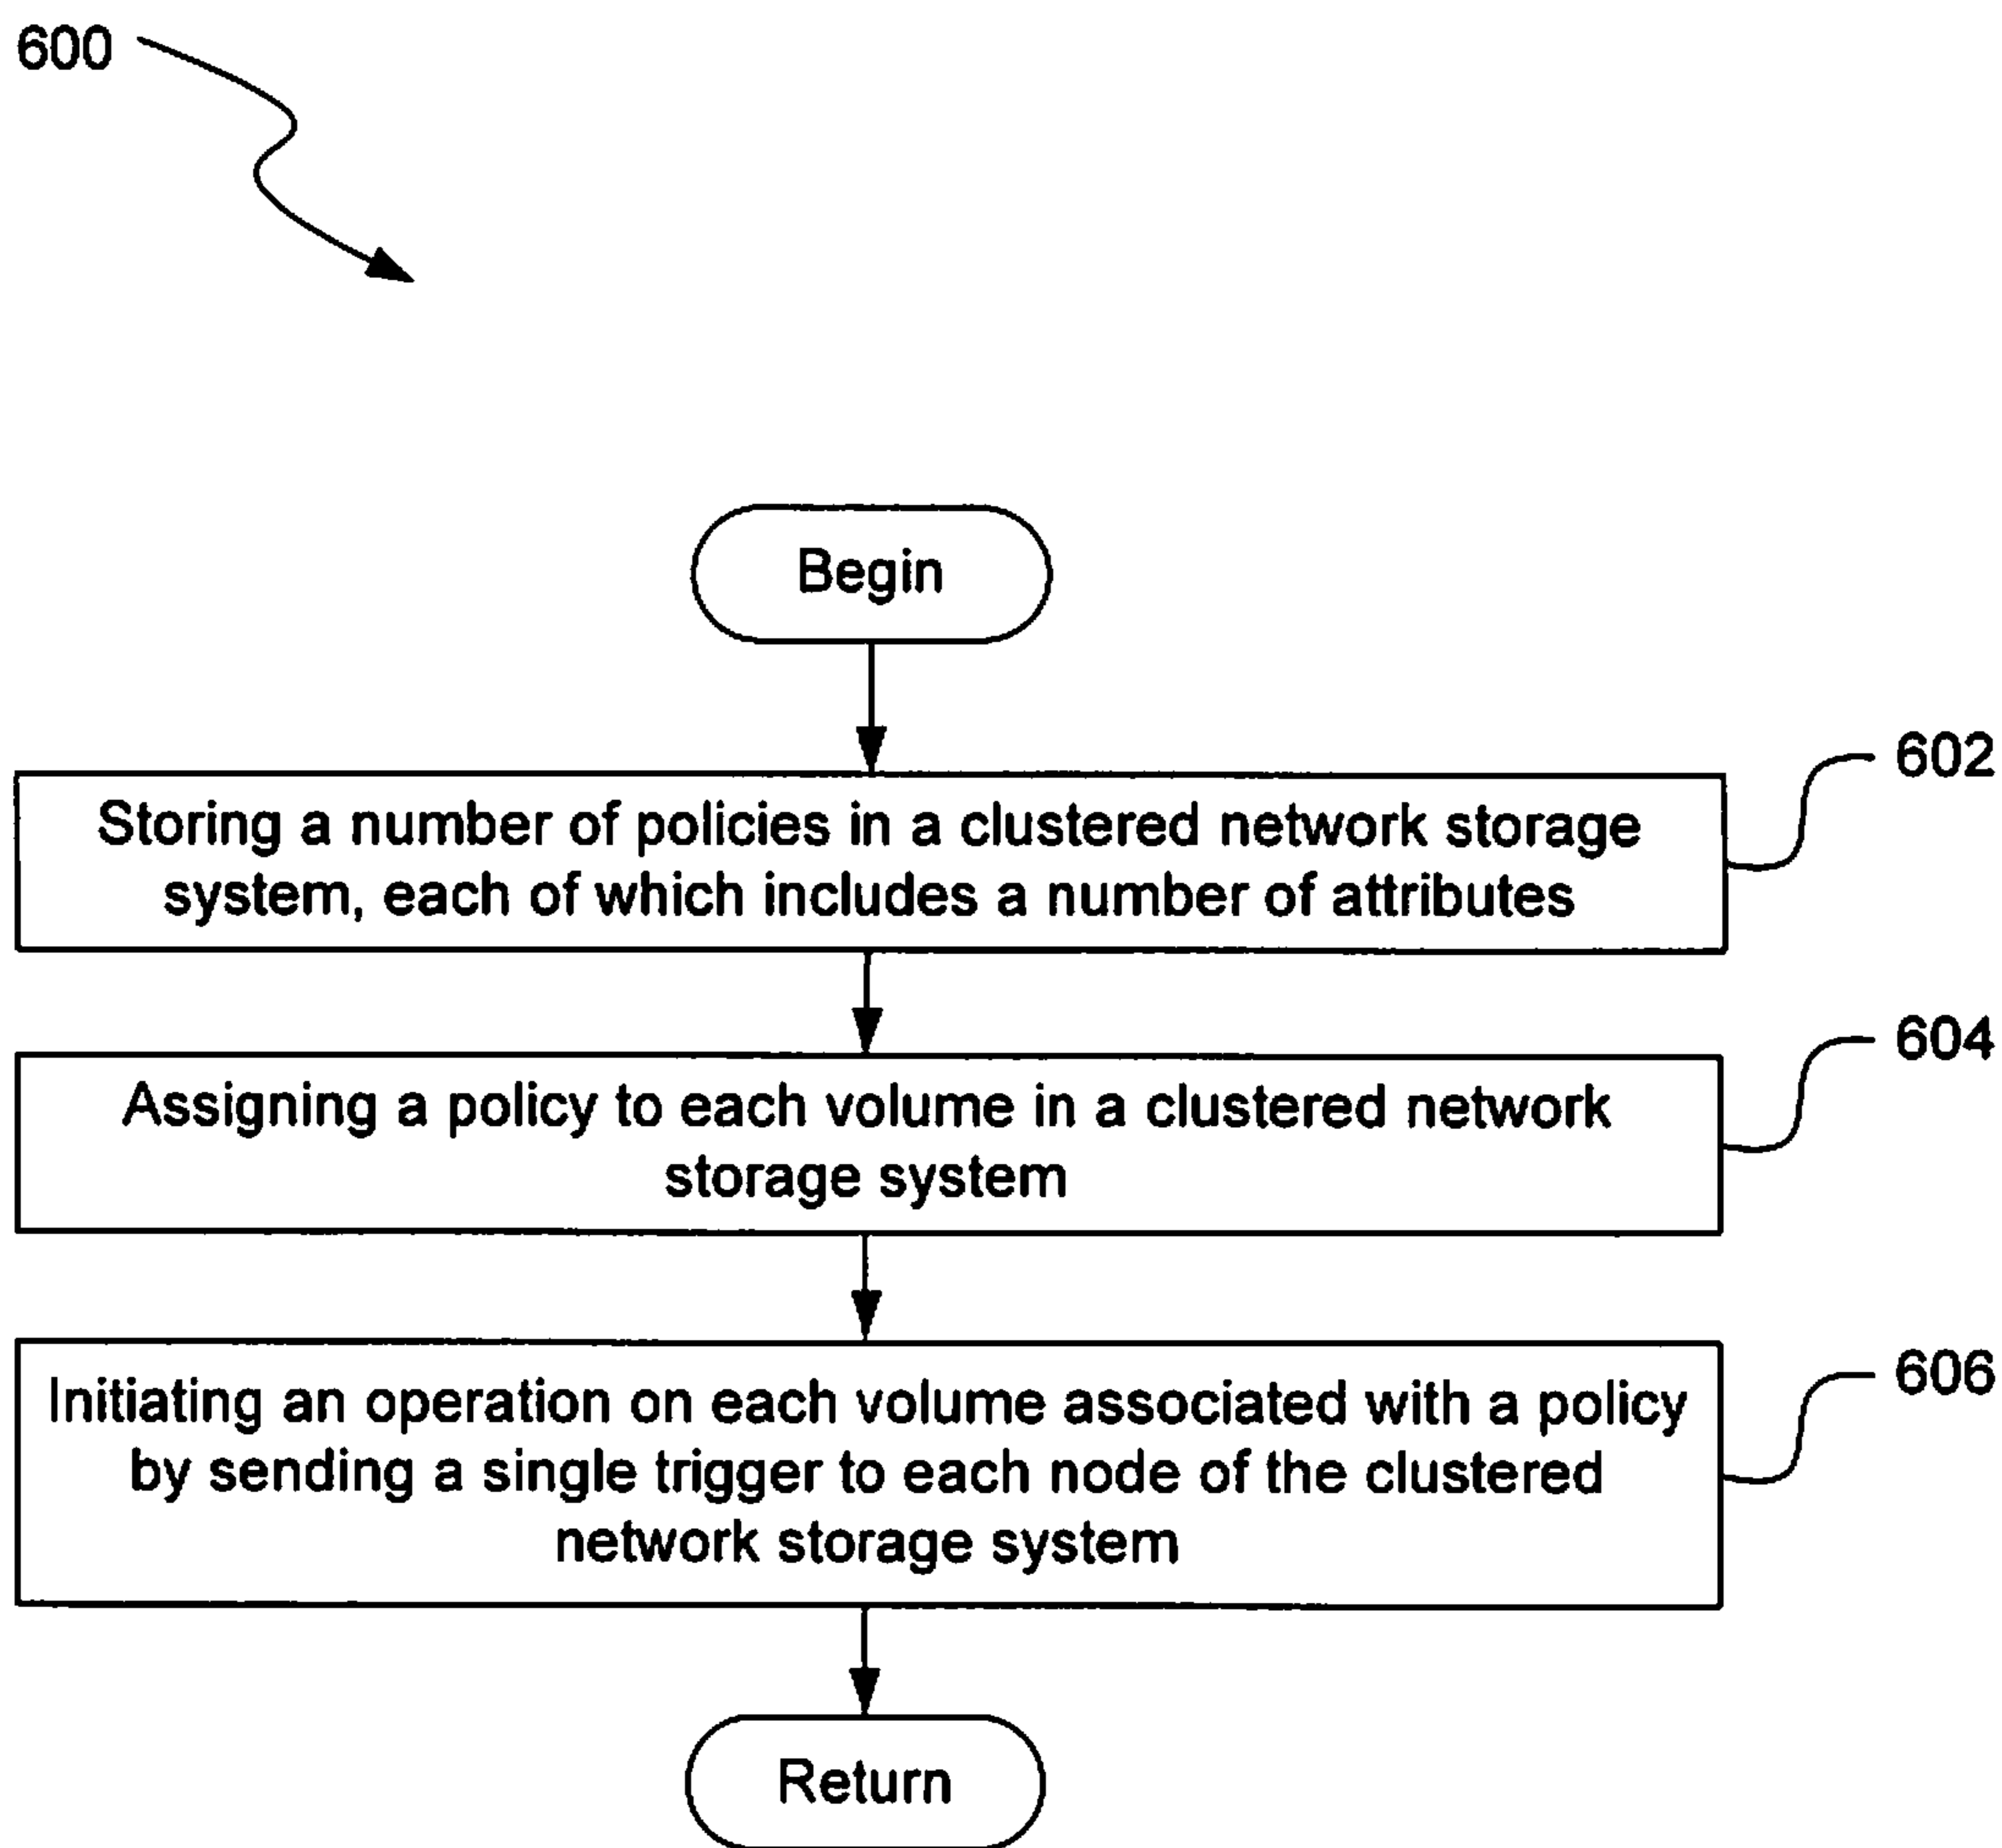 600
Begin
602
Storing a number of policies in a clustered network storage
system, each of which includes a number of attributes
604
Assigning a policy to each volume in a clustered network
storage system
606
Initiating an operation on each volume associated with a policy
by sending a single trigger to each node of the clustered
network storage system
Return